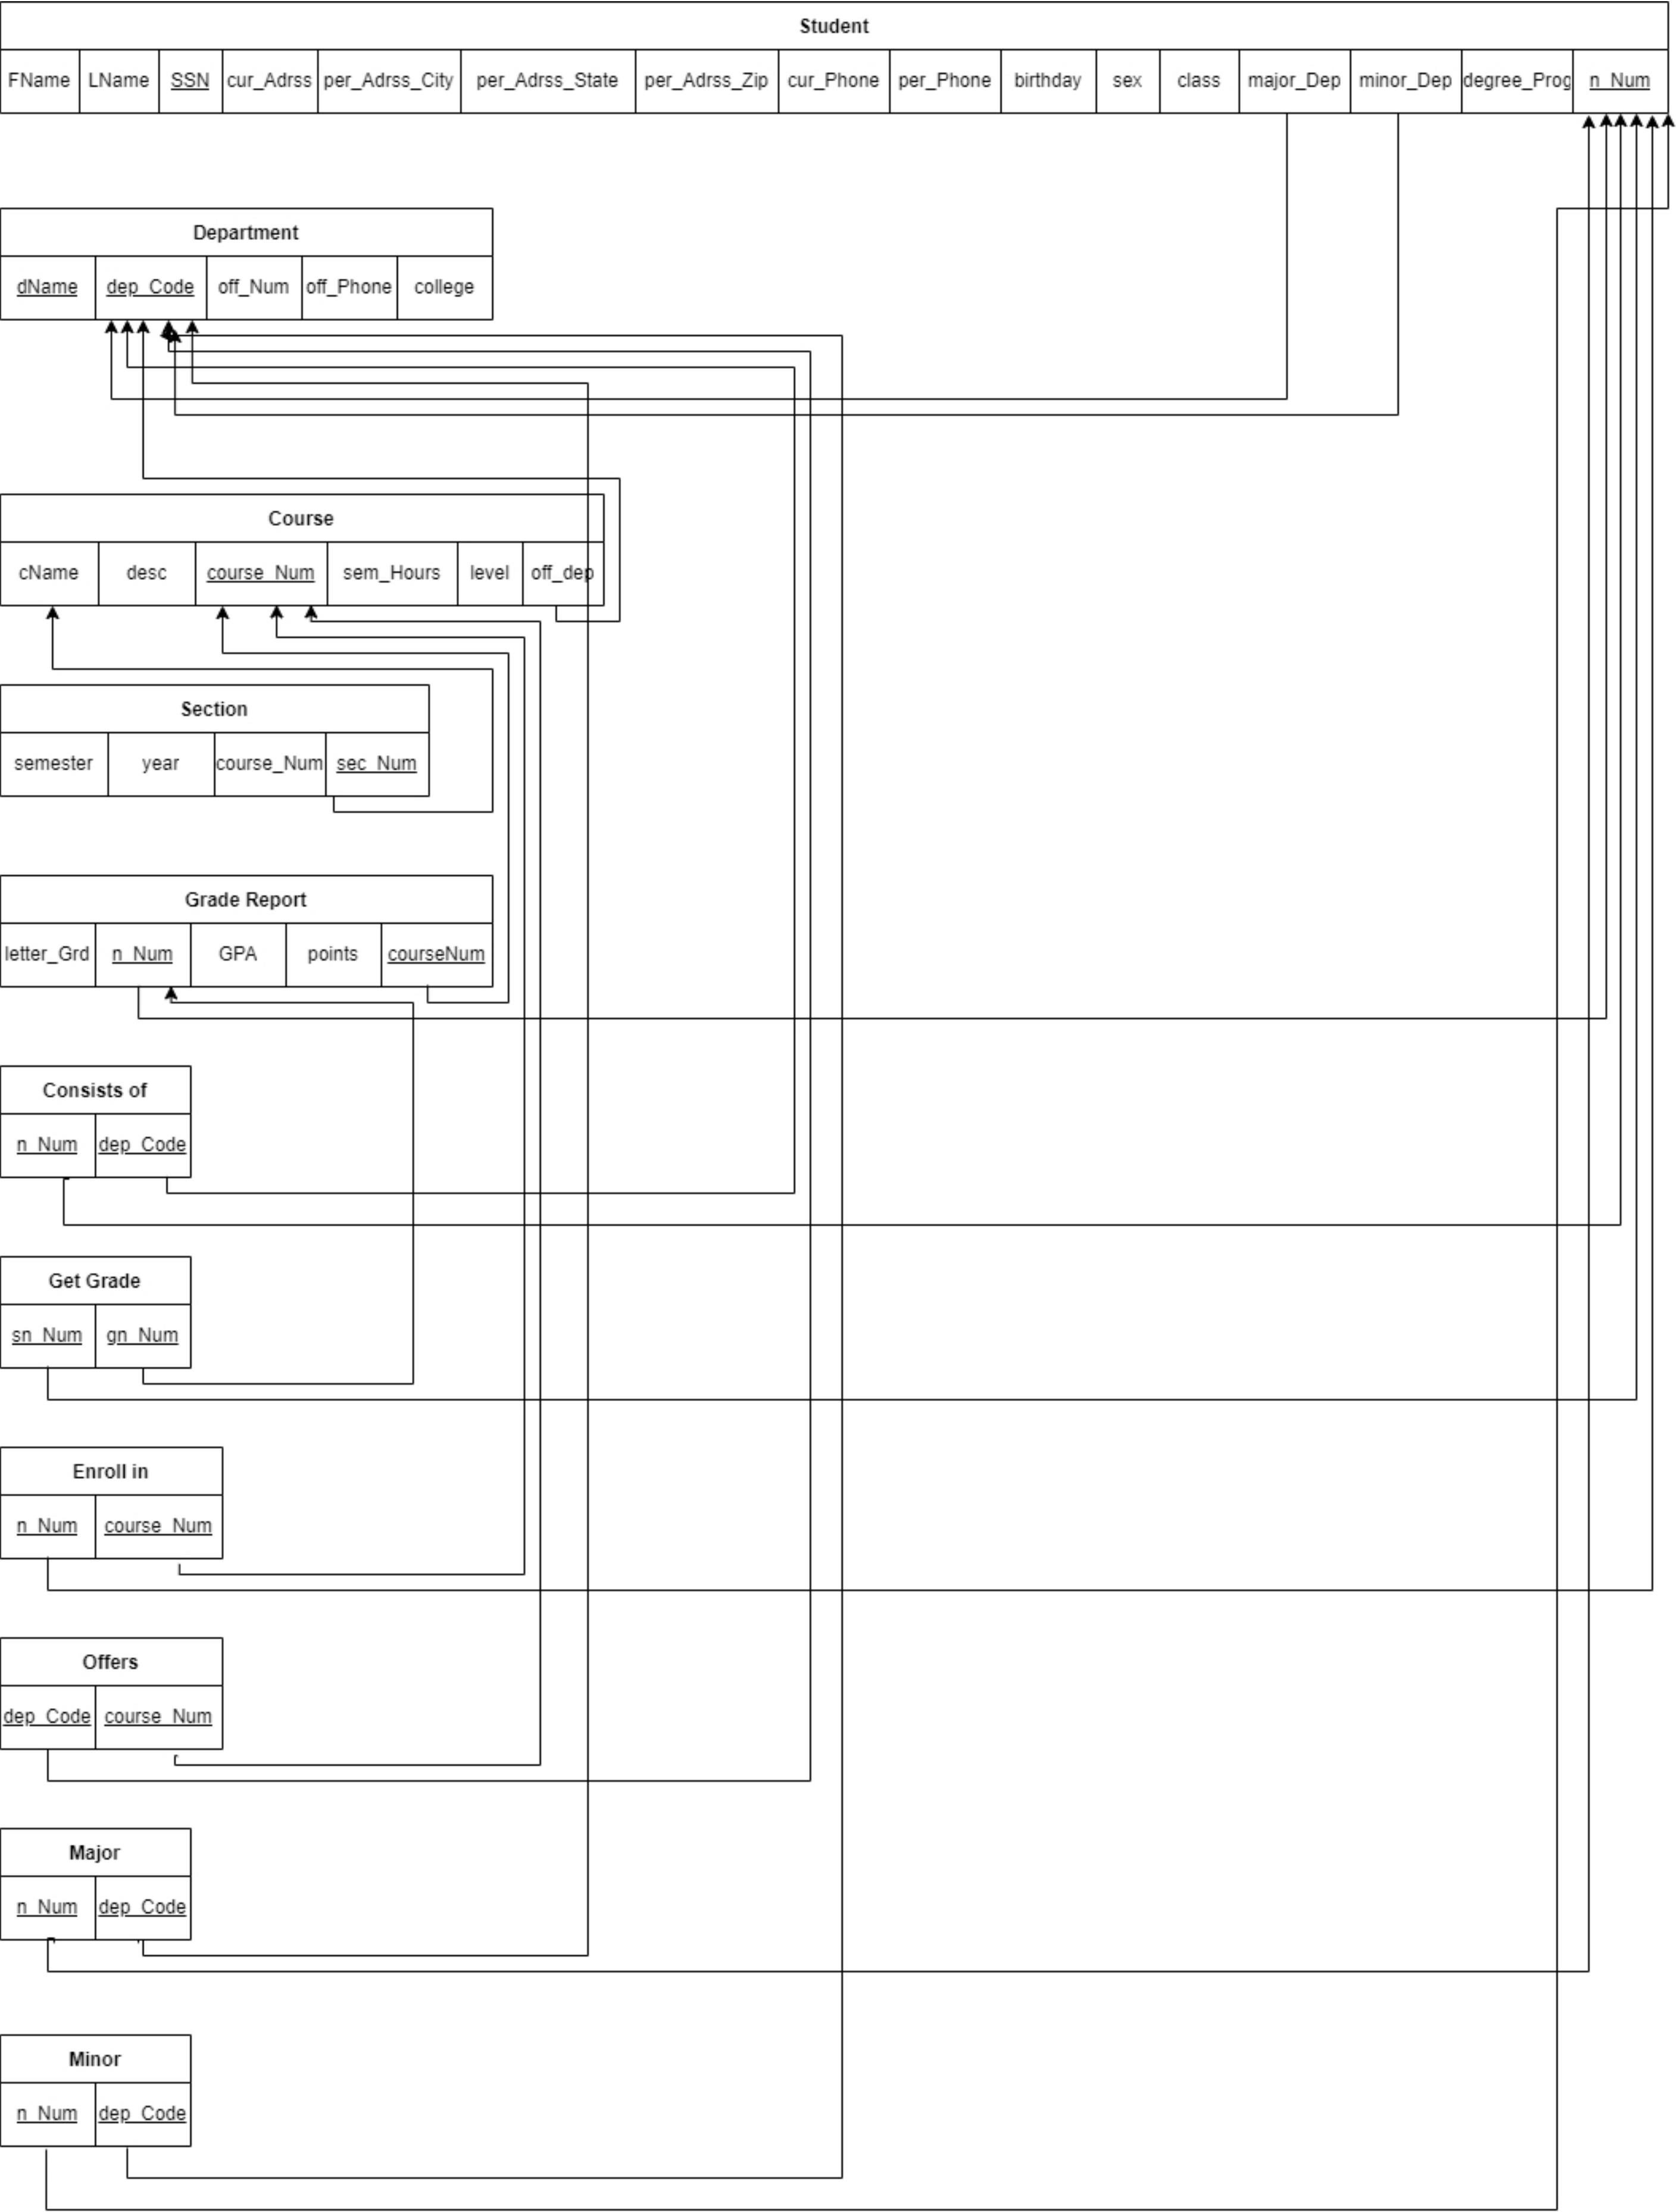 Student
FName LName SSN cur_Adrss per_Adrss_City per_Adrss_State per_Adrss_Zip cur_Phone per_Phone birthday sex class major_Dep minor_Dep degree_Prog n_Num
Department
dName dep_Code off_Num off_Phone college
Course
cName desc course_Num sem_Hours level off_dep
Section
semester year course_Num sec_Num
Grade Report
letter_Grd n_Num GPA points courseNum
Consists of
n_Num dep_Code
Get Grade
sn_Num gn_Num
Enroll in
n_Num course_Num
Offers
dep_Code course_Num
Major
n_Num dep_Code
Minor
n_Num dep_Code